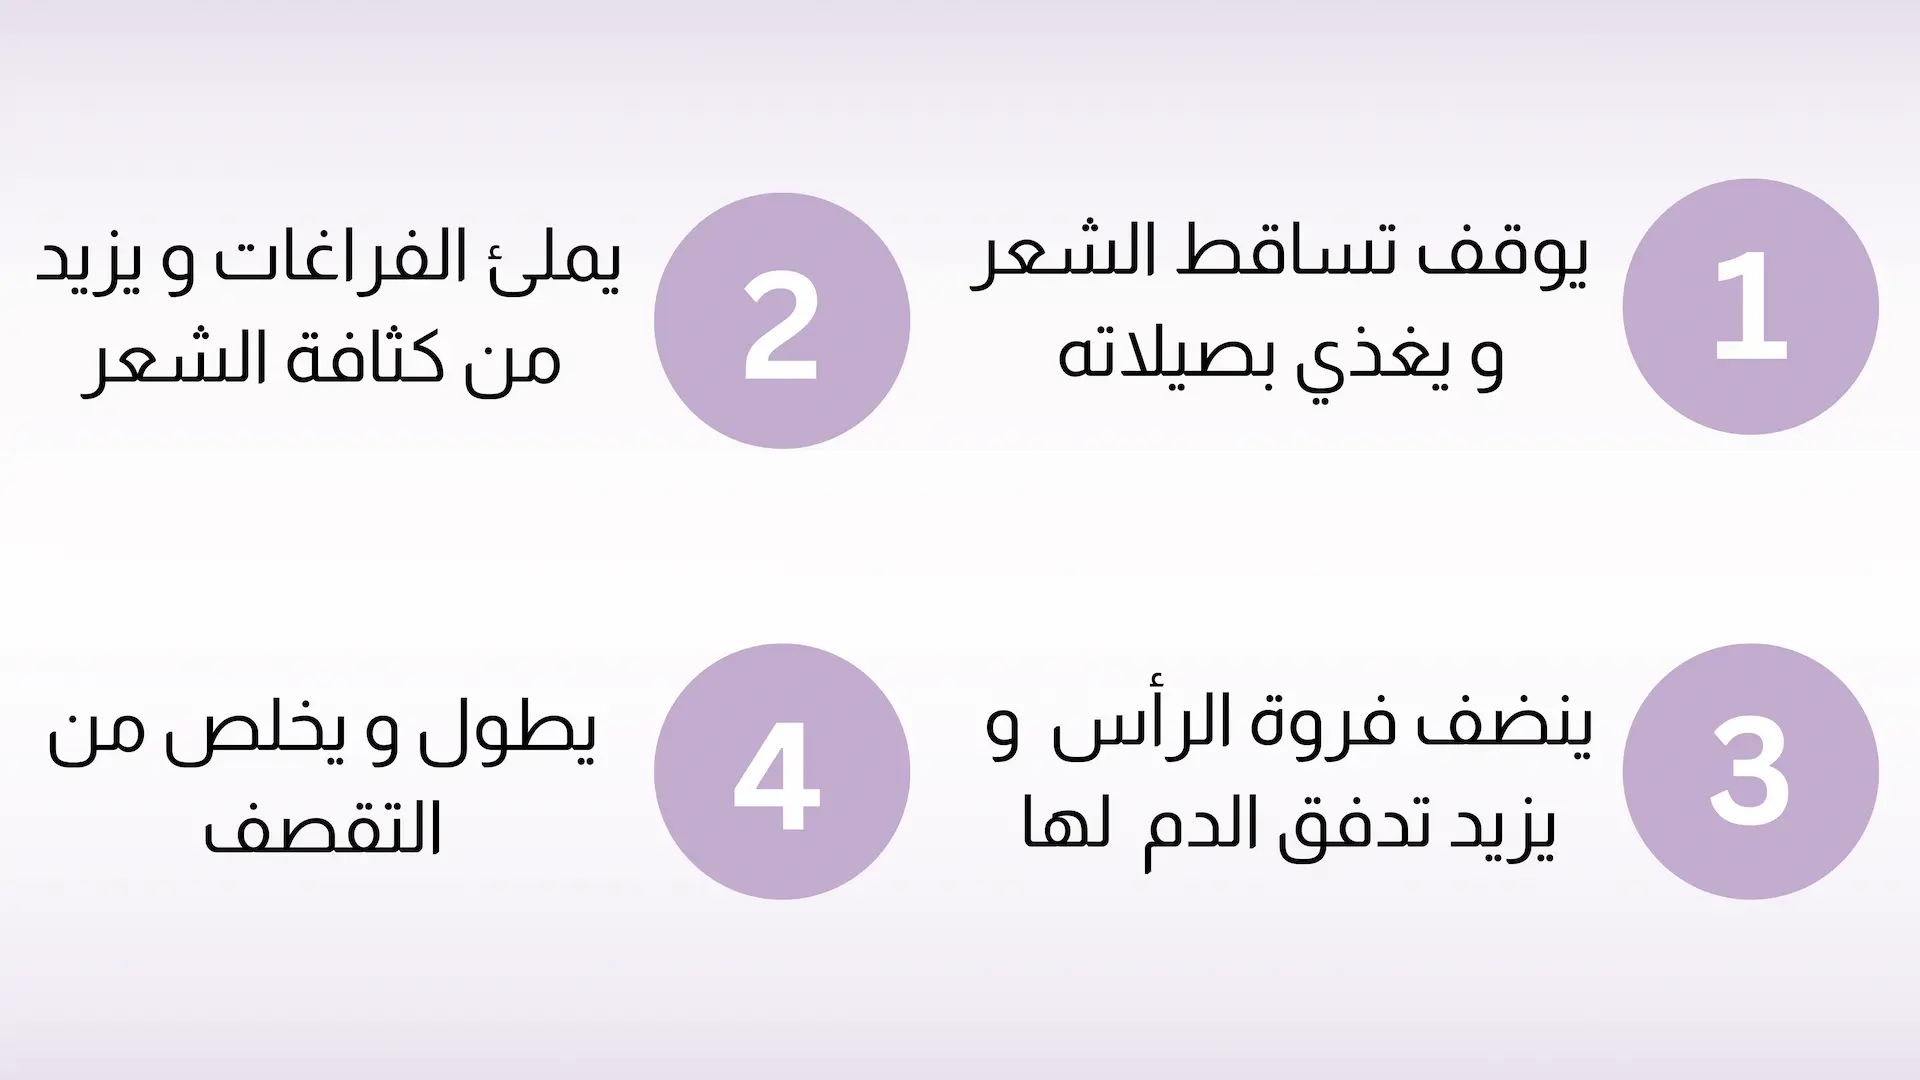 1
يوقف تساقط الشعر
و يغذي بصيلاته
2
يملئ الفراغات و يزيد
من كثافة الشعر
3
ينضف فروة الرأس و
يزيد تدفق الدم لها
4
يطول و يخلص من
التقصف